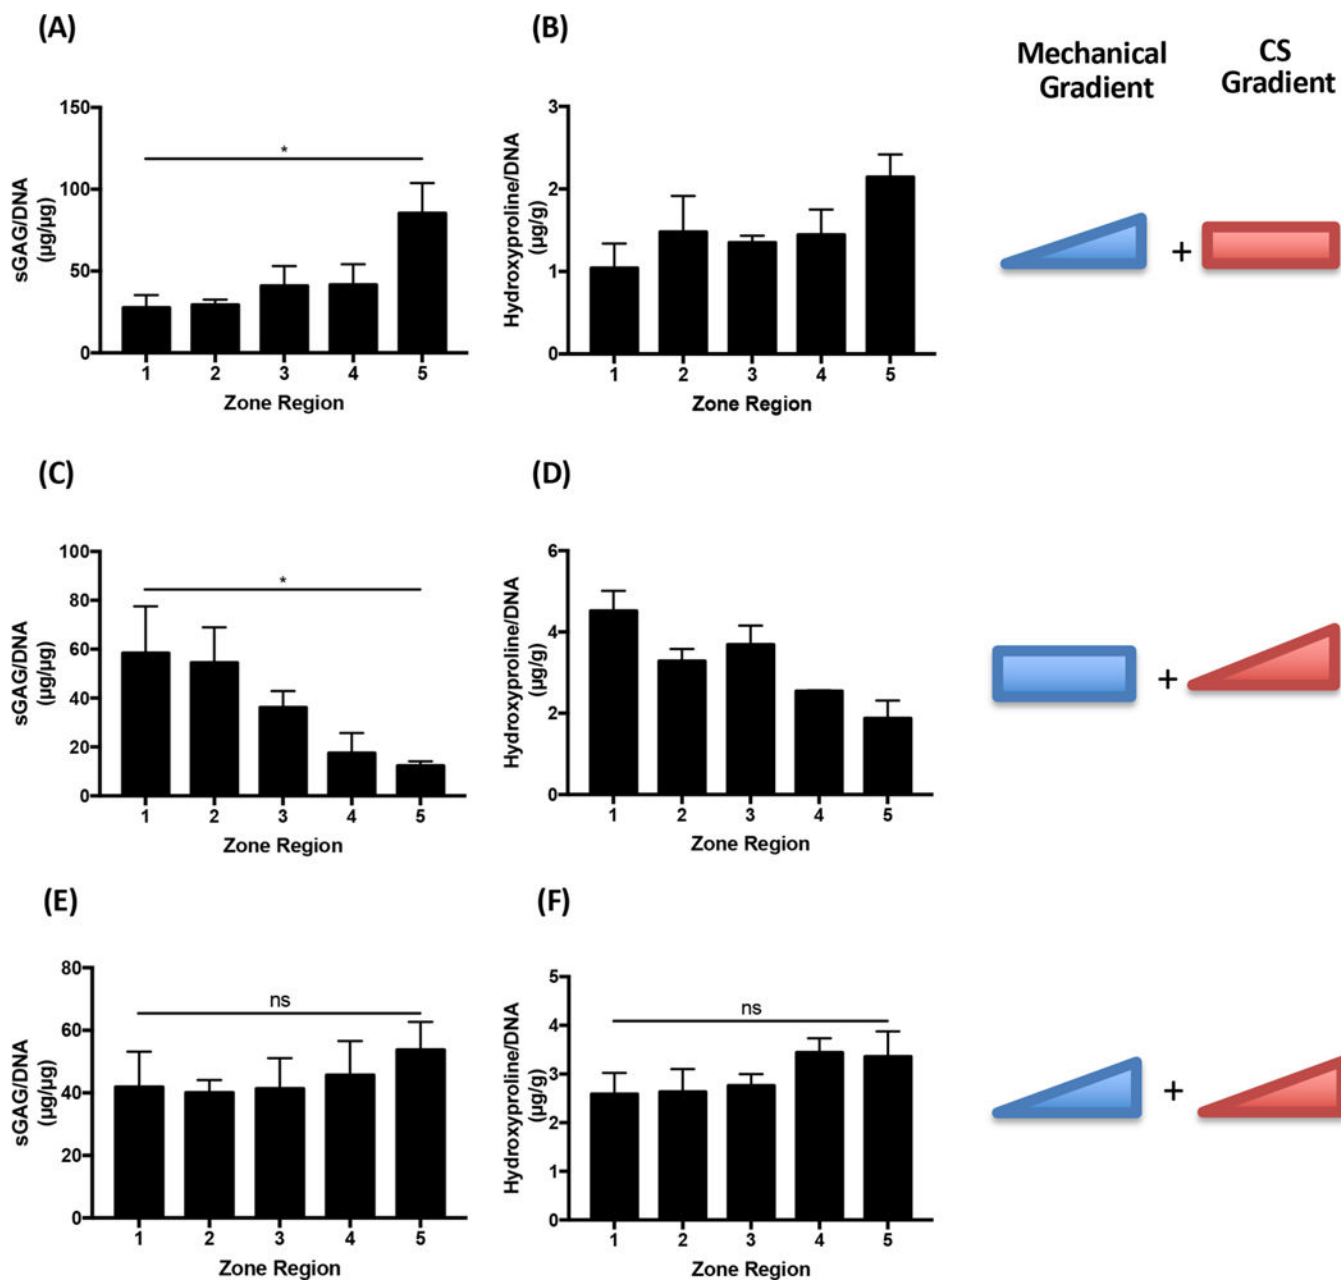 (A)
150
100
50
0
sGAG/DNA
(µg/µg)
*
1 2 3 4 5
Zone Region
(B)
3
2
1
0
Hydroxyproline/DNA
(µg/g)
1 2 3 4 5
Zone Region
Mechanical
Gradient
CS
Gradient
+
(C)
100
80
60
40
20
0
sGAG/DNA
(µg/µg)
*
1 2 3 4 5
Zone Region
(D)
6
4
2
0
Hydroxyproline/DNA
(µg/g)
1 2 3 4 5
Zone Region
+
(E)
80
60
40
20
0
sGAG/DNA
(µg/µg)
ns
1 2 3 4 5
Zone Region
(F)
5
4
3
2
1
0
Hydroxyproline/DNA
(µg/g)
ns
1 2 3 4 5
Zone Region
+